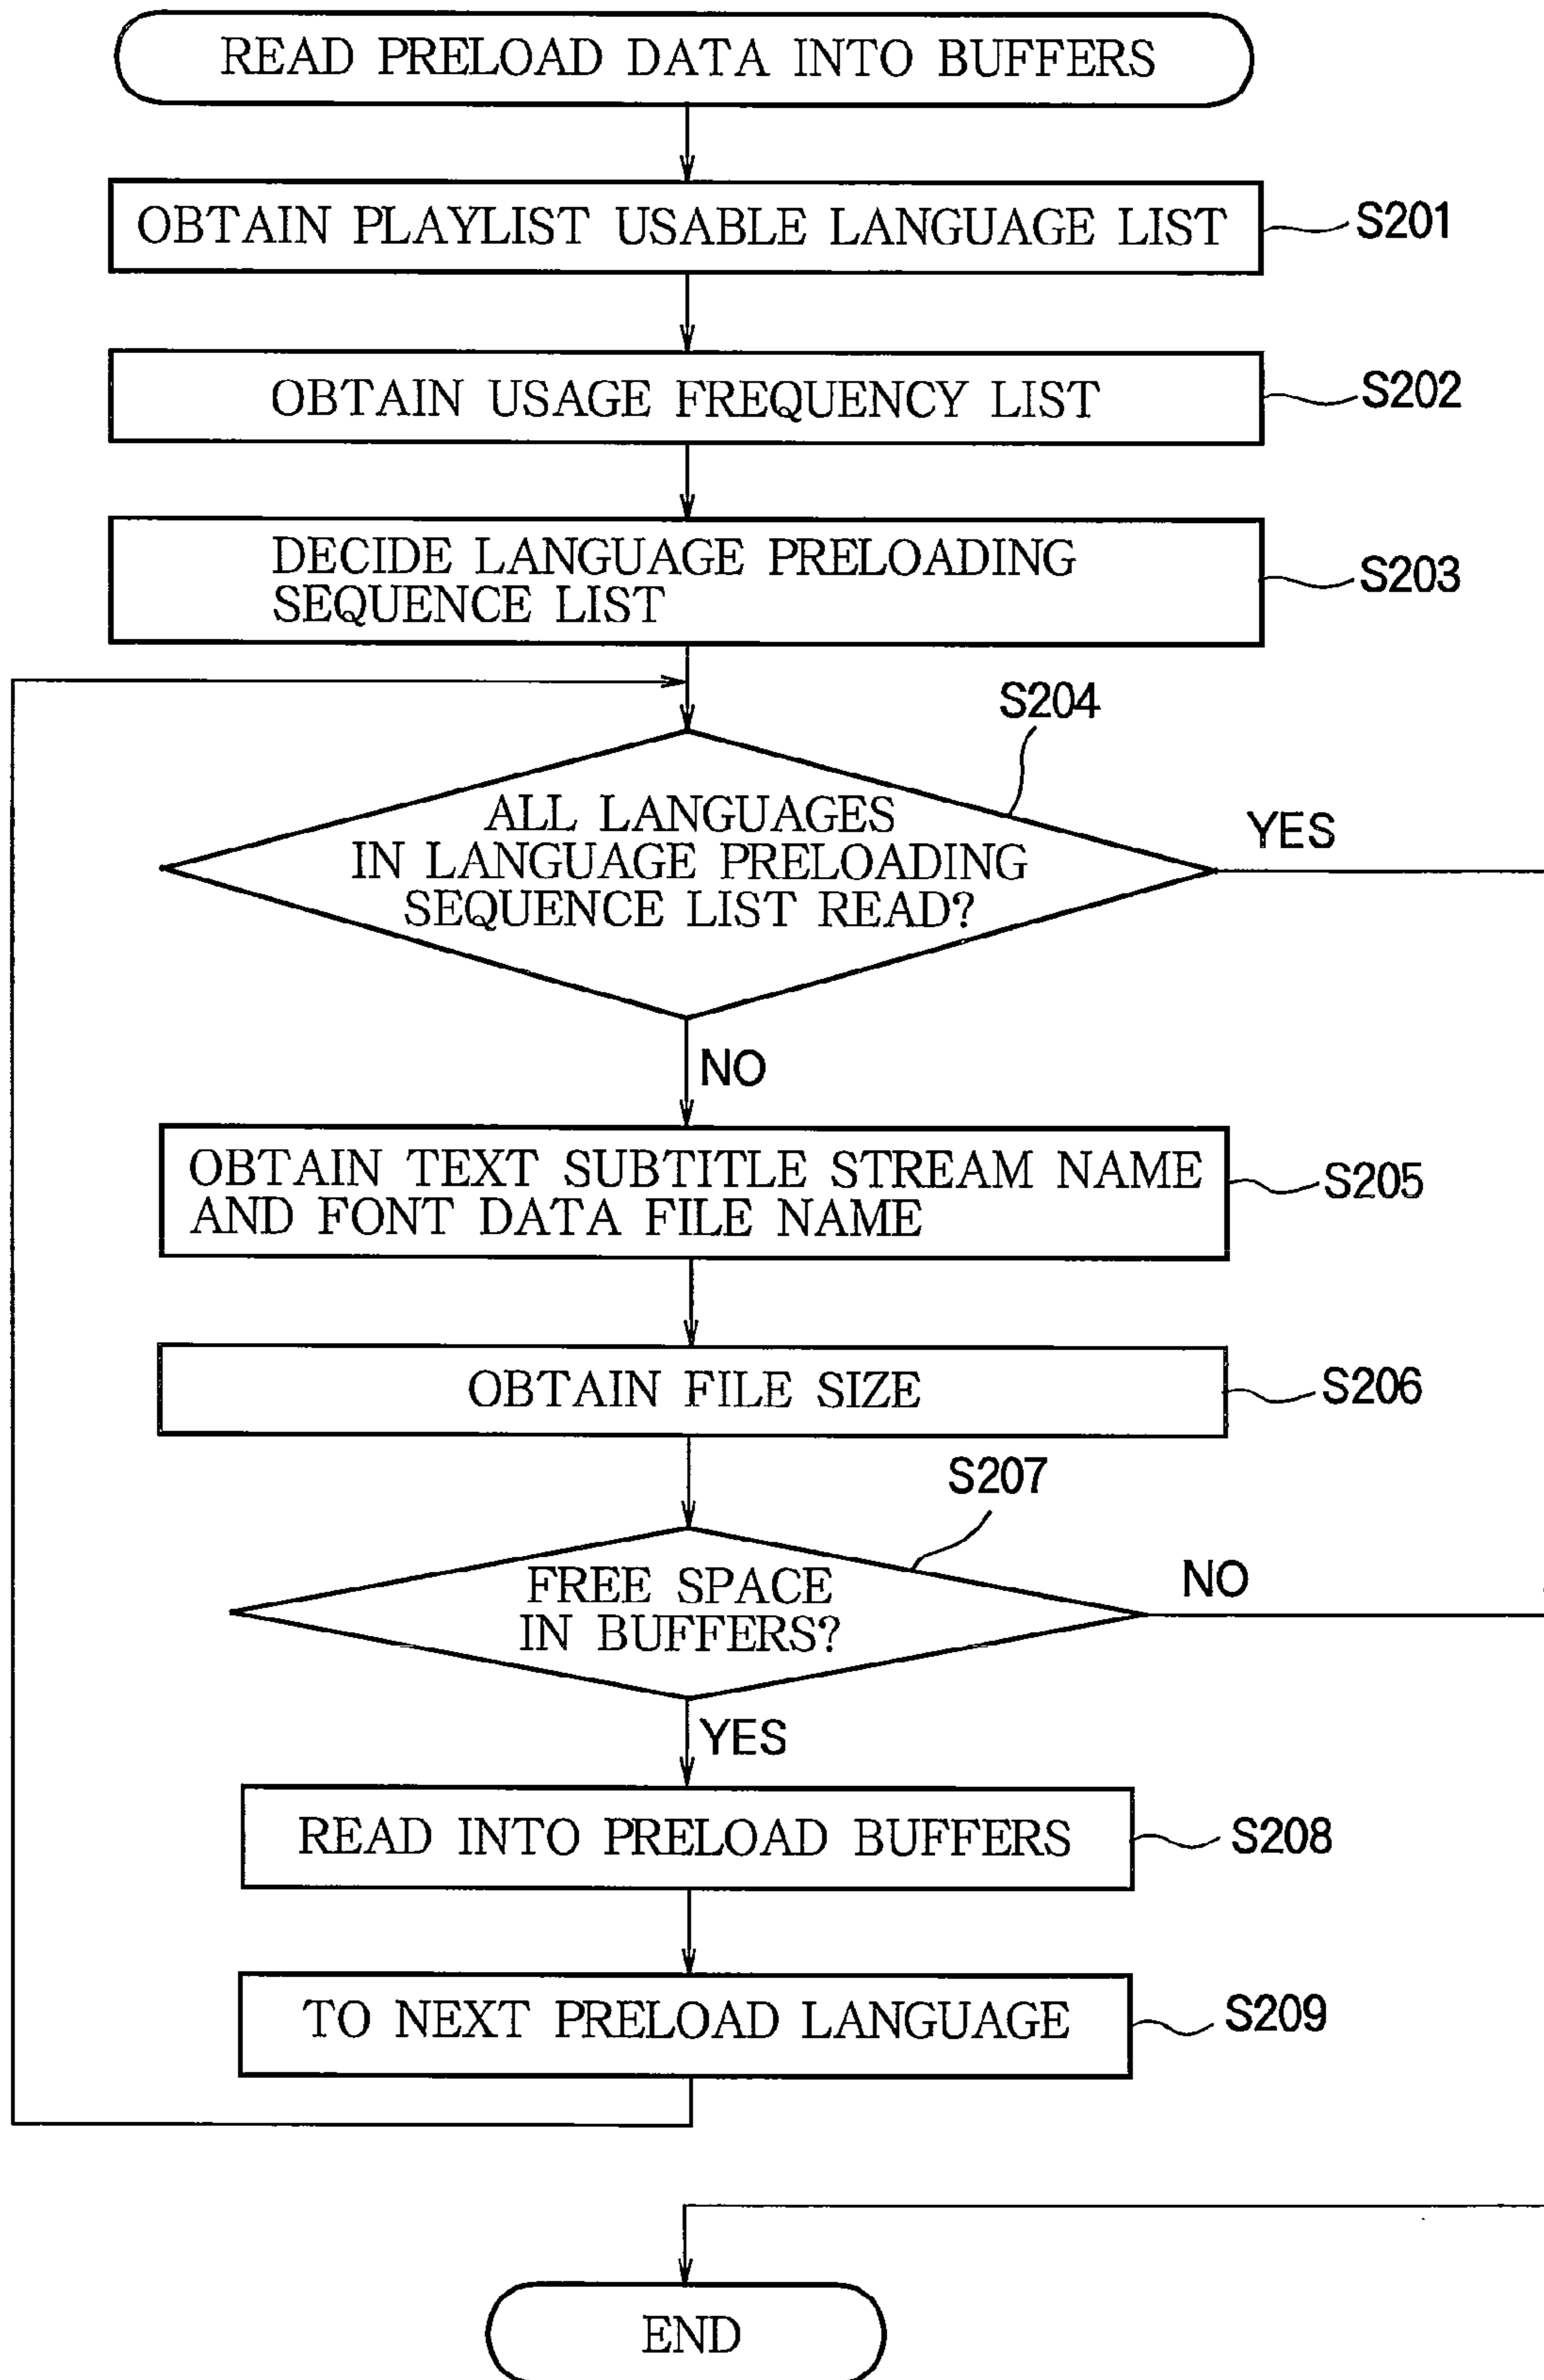 READ PRELOAD DATA INTO BUFFERS
OBTAIN PLAYLIST USABLE LANGUAGE LIST
S201
OBTAIN USAGE FREQUENCY LIST
S202
DECIDE LANGUAGE PRELOADING
SEQUENCE LIST
S203
S204
ALL LANGUAGES
IN LANGUAGE PRELOADING
SEQUENCE LIST READ?
YES
NO
OBTAIN TEXT SUBTITLE STREAM NAME
AND FONT DATA FILE NAME
S205
OBTAIN FILE SIZE
S206
S207
FREE SPACE
IN BUFFERS?
NO
YES
READ INTO PRELOAD BUFFERS
S208
TO NEXT PRELOAD LANGUAGE
S209
END